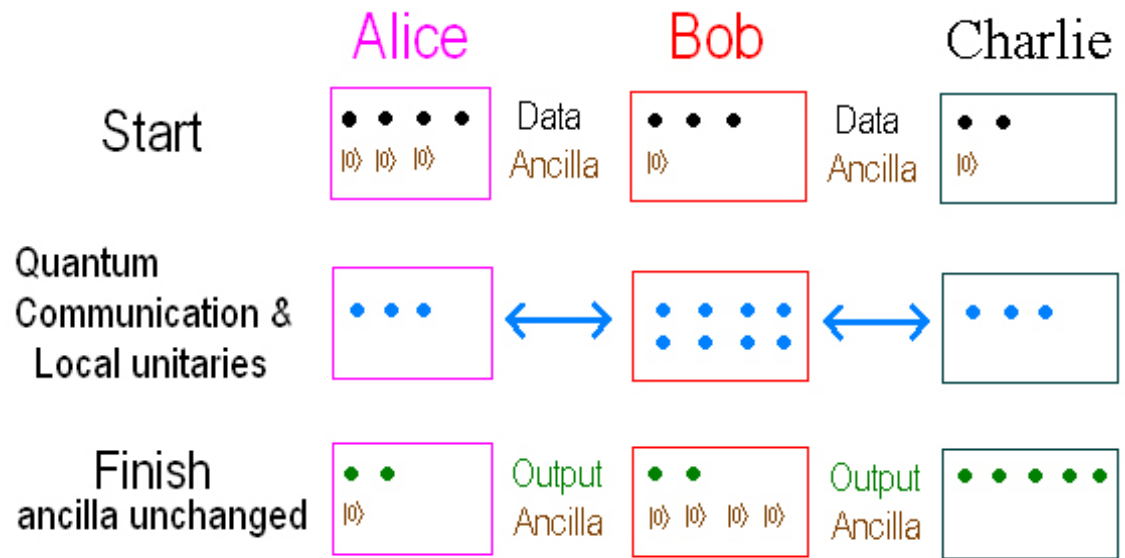 Alice Bob Charlie
Start
Data Data
|0⟩ |0⟩ |0⟩ Ancilla |0⟩ Ancilla |0⟩
Quantum
Communication &
Local unitaries
Finish Output Output
ancilla unchanged |0⟩ Ancilla |0⟩ |0⟩ |0⟩ |0⟩ Ancilla